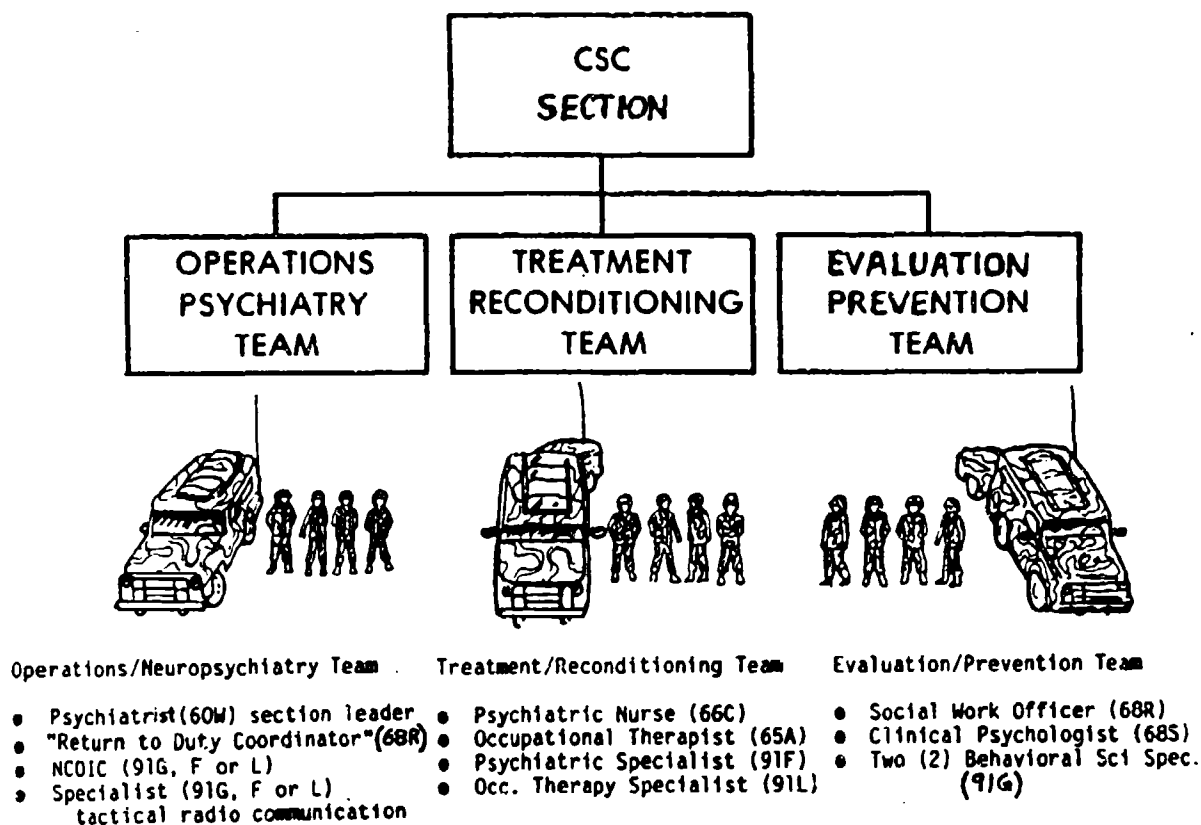 CSC
SECTION
OPERATIONS
PSYCHIATRY
TEAM
TREATMENT
RECONDITIONING
TEAM
EVALUATION
PREVENTION
TEAM
Operations/Neuropsychiatry Team
• Psychiatrist(60W) section leader
• "Return to Duty Coordinator"(68R)
• NCOIC (91G, F or L)
• Specialist (91G, F or L)
tactical radio communication
Treatment/Reconditioning Team
• Psychiatric Nurse (66C)
• Occupational Therapist (65A)
• Psychiatric Specialist (91F)
• Occ. Therapy Specialist (91L)
Evaluation/Prevention Team
• Social Work Officer (68R)
• Clinical Psychologist (68S)
• Two (2) Behavioral Sci Spec.
(91G)